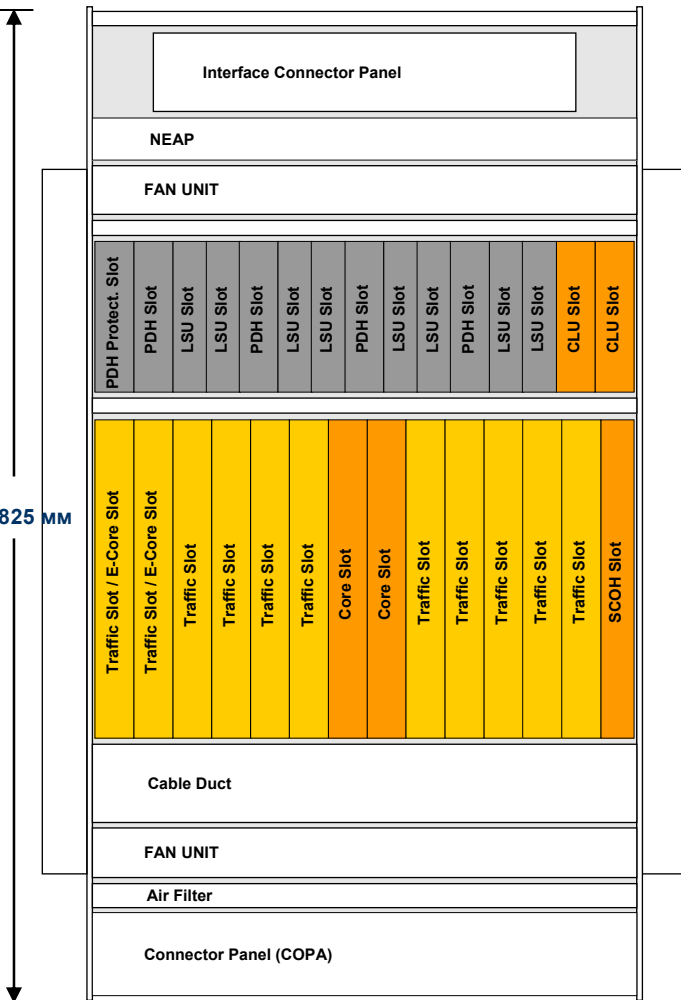 Interface Connector Panel
NEAP
FAN UNIT
PDH Protect. Slot
PDH Slot
LSU Slot
LSU Slot
PDH Slot
LSU Slot
LSU Slot
PDH Slot
LSU Slot
LSU Slot
PDH Slot
LSU Slot
LSU Slot
CLU Slot
CLU Slot
825 мм
Traffic Slot / E-Core Slot
Traffic Slot / E-Core Slot
Traffic Slot
Traffic Slot
Traffic Slot
Traffic Slot
Core Slot
Core Slot
Traffic Slot
Traffic Slot
Traffic Slot
Traffic Slot
Traffic Slot
SCOH Slot
Cable Duct
FAN UNIT
Air Filter
Connector Panel (COPA)